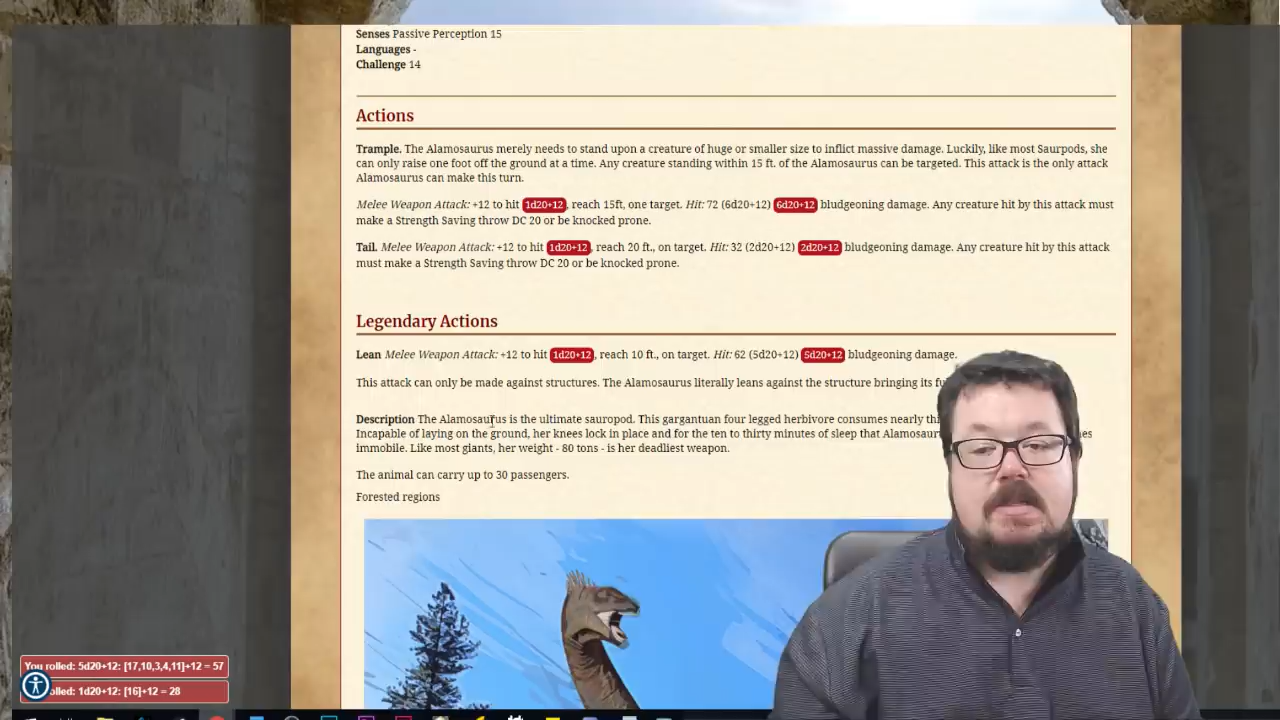 Senses Passive Perception 15
Languages -
Challenge 14
Actions
Trample. The Alamosaurus merely needs to stand upon a creature of huge or smaller size to inflict massive damage. Luckily, like most Saurpods, she
can only raise one foot off the ground at a time. Any creature standing within 15 ft. of the Alamosaurus can be targeted. This attack is the only attack
Alamosaurus can make this turn.
Melee Weapon Attack: +12 to hit 1d20+12, reach 15ft, one target. Hit: 72 (6d20+12) 6d20+12 bludgeoning damage. Any creature hit by this attack must
make a Strength Saving throw DC 20 or be knocked prone.
Tail. Melee Weapon Attack: +12 to hit 1d20+12, reach 20 ft., on target. Hit: 32 (2d20+12) 2d20+12 bludgeoning damage. Any creature hit by this attack
must make a Strength Saving throw DC 20 or be knocked prone.
Legendary Actions
Lean Melee Weapon Attack: +12 to hit 1d20+12, reach 10 ft., on target. Hit: 62 (5d20+12) 5d20+12 bludgeoning damage.
This attack can only be made against structures. The Alamosaurus literally leans against the structure bringing its
Description The Alamosaurus is the ultimate sauropod. This gargantuan four legged herbivore consumes nearly
Incapable of laying on the ground, her knees lock in place and for the ten to thirty minutes of sleep that
immobile. Like most giants, her weight - 80 tons - is her deadliest weapon.
The animal can carry up to 30 passengers.
Forested regions
You rolled: 5d20+12: [17,10,3,4,11]+12 = 57
rolled: 1d20+12: [16]+12 = 28